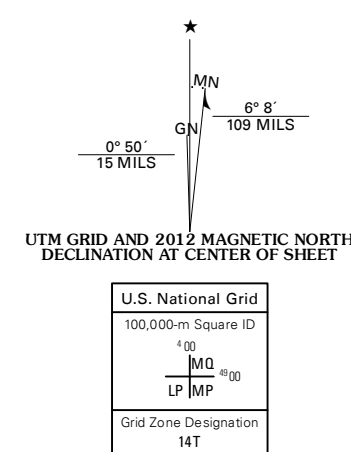 ★
MN
GN
6° 8´
109 MILS
0° 50´
15 MILS
UTM GRID AND 2012 MAGNETIC NORTH
DECLINATION AT CENTER OF SHEET
U.S. National Grid
100,000-m Square ID
4 00
MQ
49 00
LP MP
Grid Zone Designation
14T